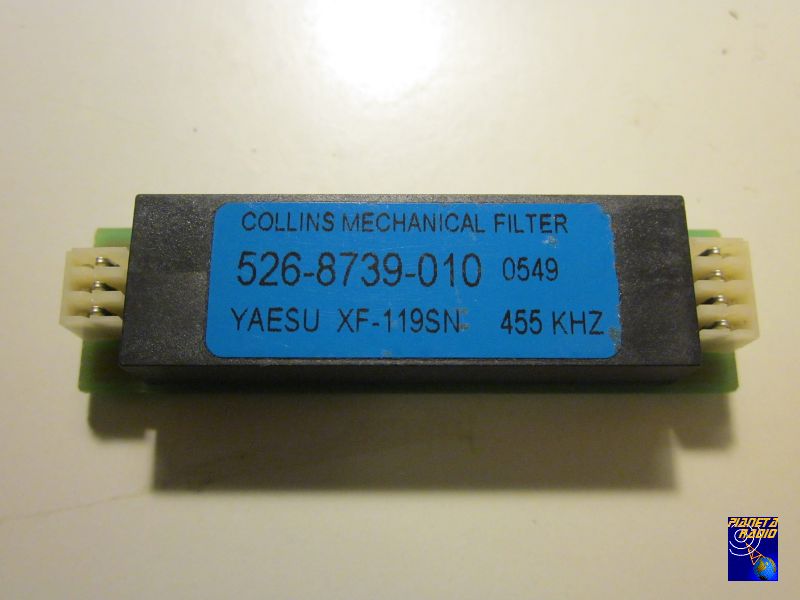 COLLINS MECHANICAL FILTER
526-8739-010 0549
YAESU XF-119SN 455 KHZ
PIANETA
RADIO